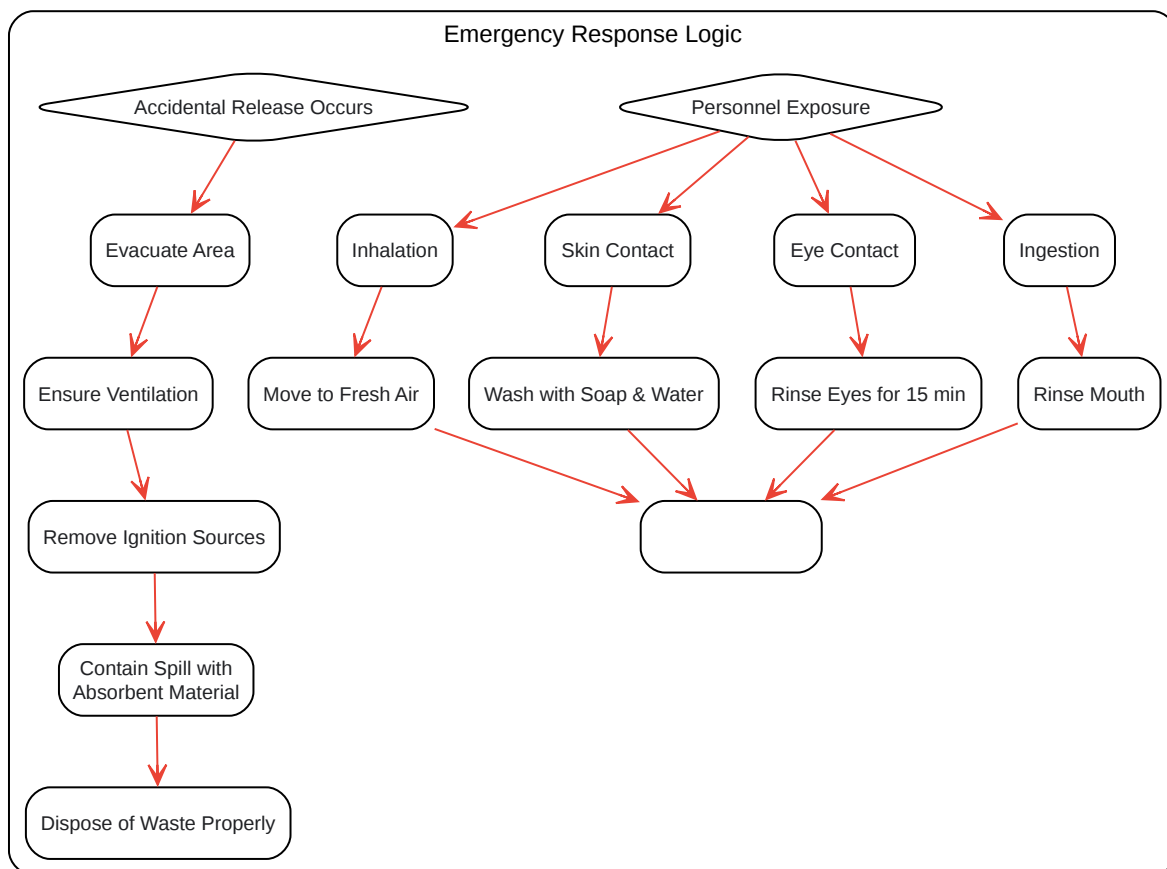 Emergency Response Logic
Accidental Release Occurs
Personnel Exposure
Evacuate Area
Inhalation
Skin Contact
Eye Contact
Ingestion
Ensure Ventilation
Move to Fresh Air
Wash with Soap & Water
Rinse Eyes for 15 min
Rinse Mouth
Remove Ignition Sources
Contain Spill with
Absorbent Material
Dispose of Waste Properly